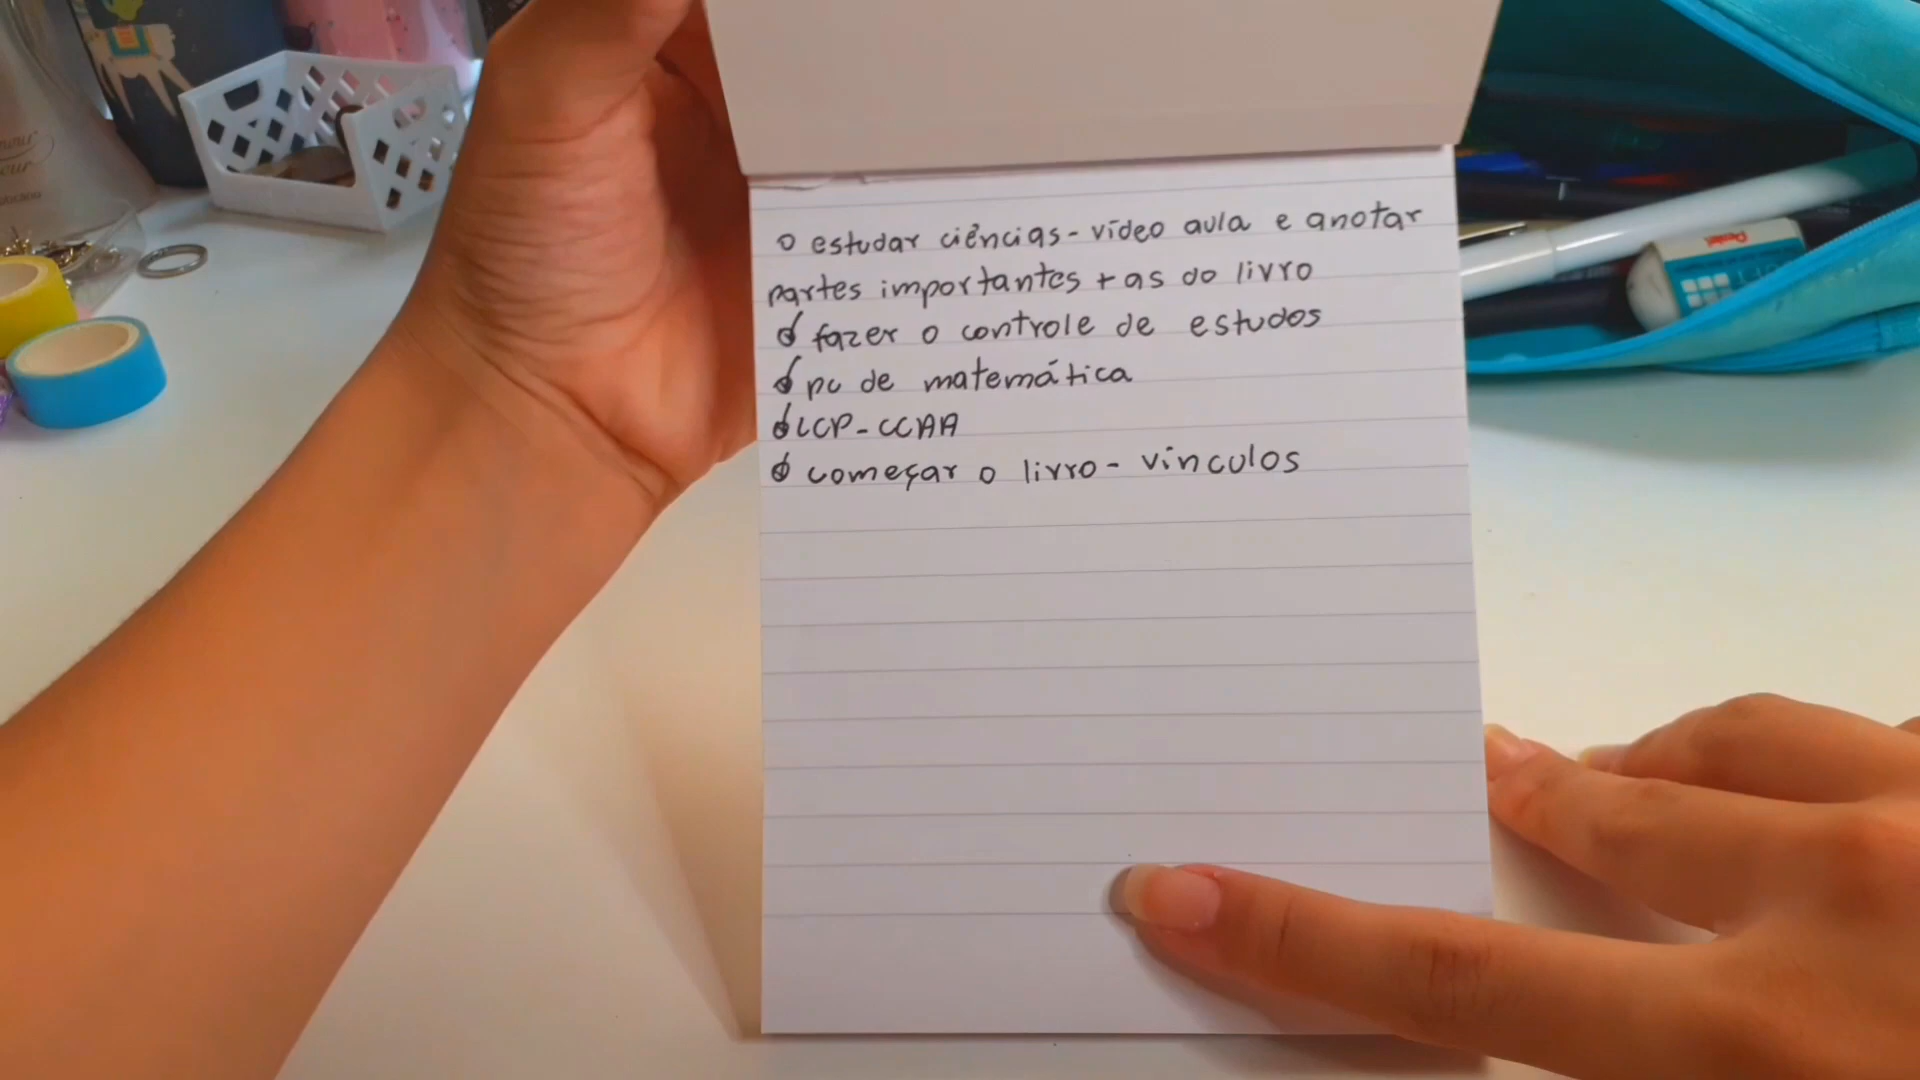 o estudar ciências - vídeo aula e anotar
partes importantes + as do livro
fazer o controle de estudos
pc de matemática
LCP - CCAA
começar o livro - vínculos
Pentel